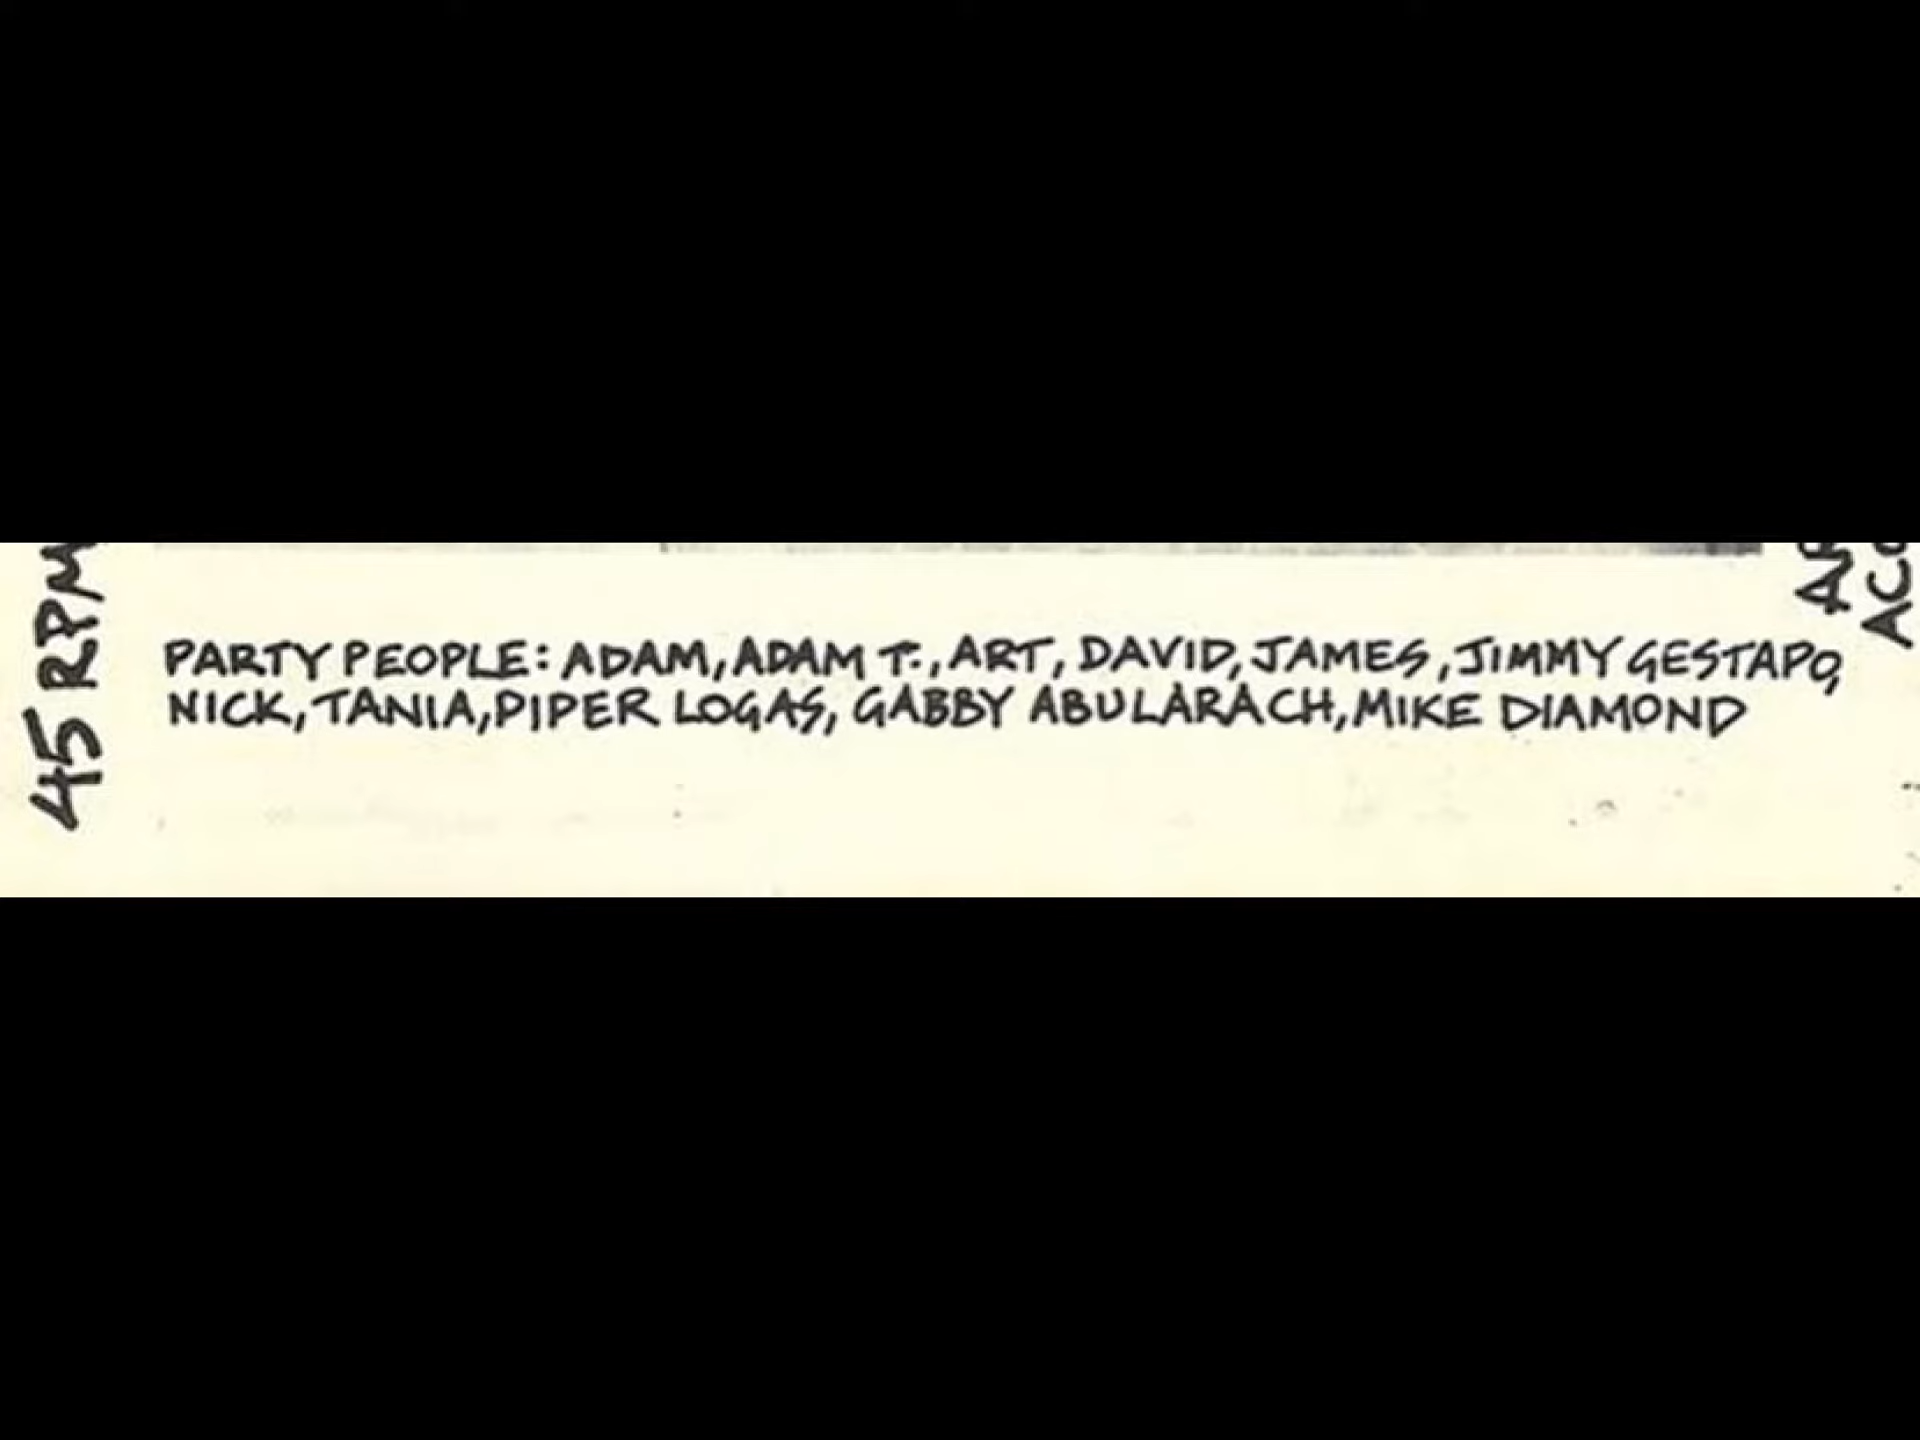 45 RPM
PARTY PEOPLE: ADAM, ADAM T., ART, DAVID, JAMES, JIMMY GESTAPO,
NICK, TANIA, PIPER LOGAS, GABBY ABULARACH, MIKE DIAMOND